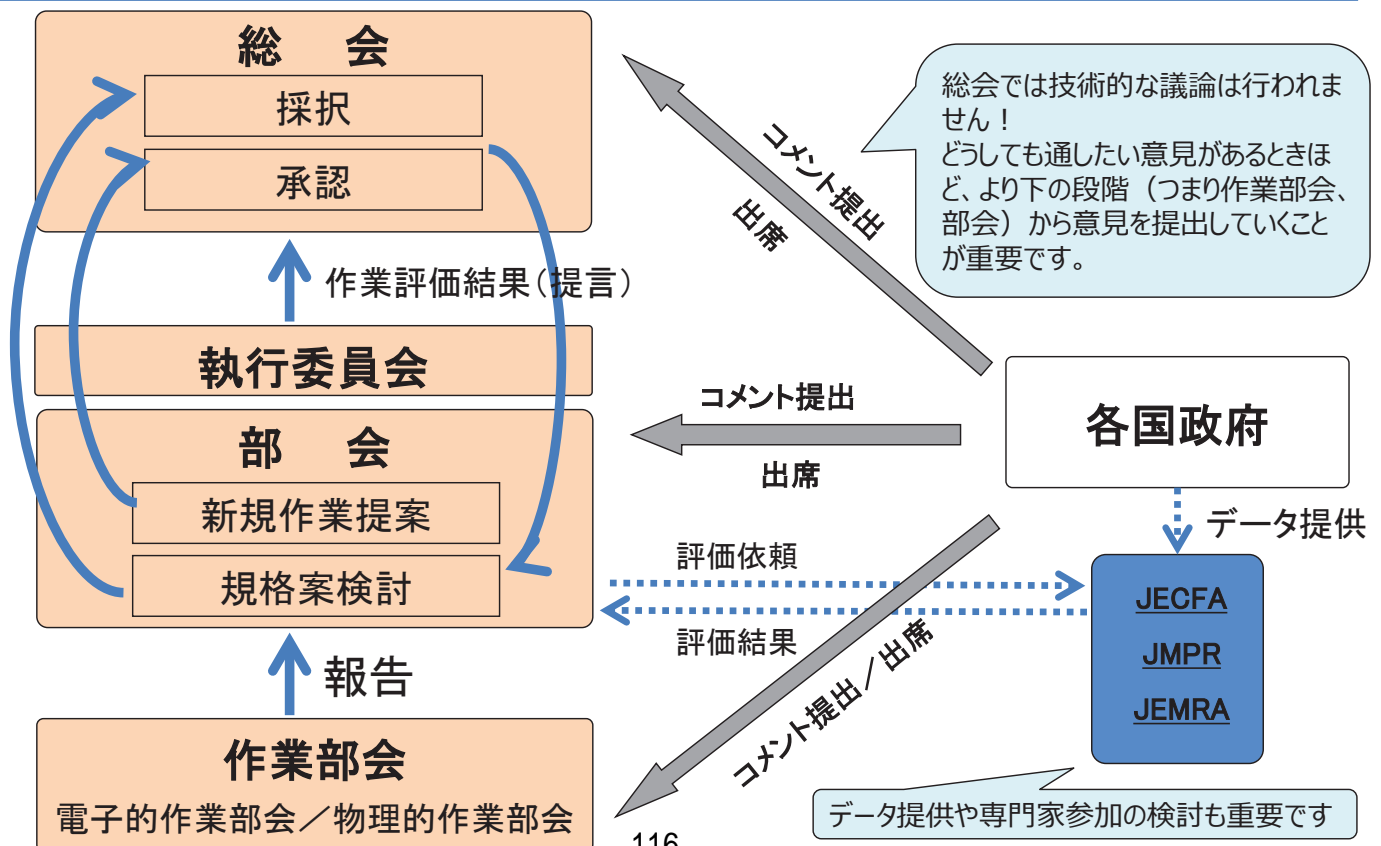 総　会
採択
承認
作業評価結果（提言）
執行委員会
部　会
新規作業提案
規格案検討
報告
作業部会
電子的作業部会／物理的作業部会
コメント提出
出席
総会では技術的な議論は行われま
せん！
どうしても通したい意見があるときほ
ど、より下の段階（つまり作業部会、
部会）から意見を提出していくこと
が重要です。
コメント提出
出席
各国政府
データ提供
評価依頼
評価結果
コメント提出／出席
JECFA
JMPR
JEMRA
データ提供や専門家参加の検討も重要です
116